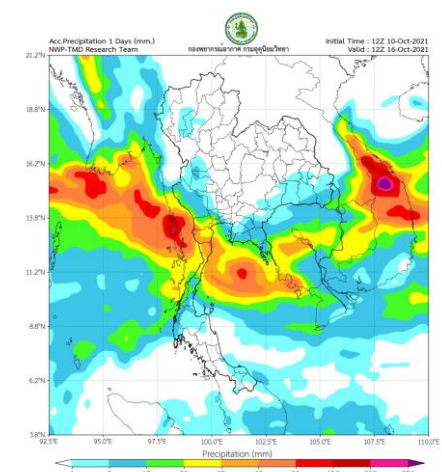 Acc.Precipitation 1 Days (mm.)
NWP-TMD Research Team
กองพยากรณ์อากาศ กรมอุตุนิยมวิทยา
Initial Time : 12Z 10-Oct-2021
Valid : 12Z 16-Oct-2021
21.2°N
18.8°N
16.2°N
13.8°N
11.2°N
8.8°N
6.2°N
3.8°N
92.5°E 95.0°E 97.5°E 100.0°E 102.5°E 105.0°E 107.5°E 110.0°E
Precipitation (mm)